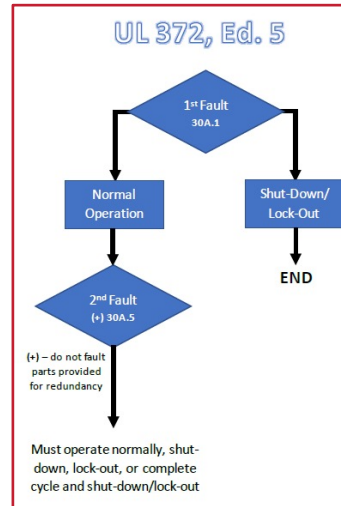 UL 372, Ed. 5
1st Fault
30A.1
Normal
Operation
Shut-Down/
Lock-Out
END
2nd Fault
(+) 30A.5
(+) – do not fault
parts provided
for redundancy
Must operate normally, shut-
down, lock-out, or complete
cycle and shut-down/lock-out